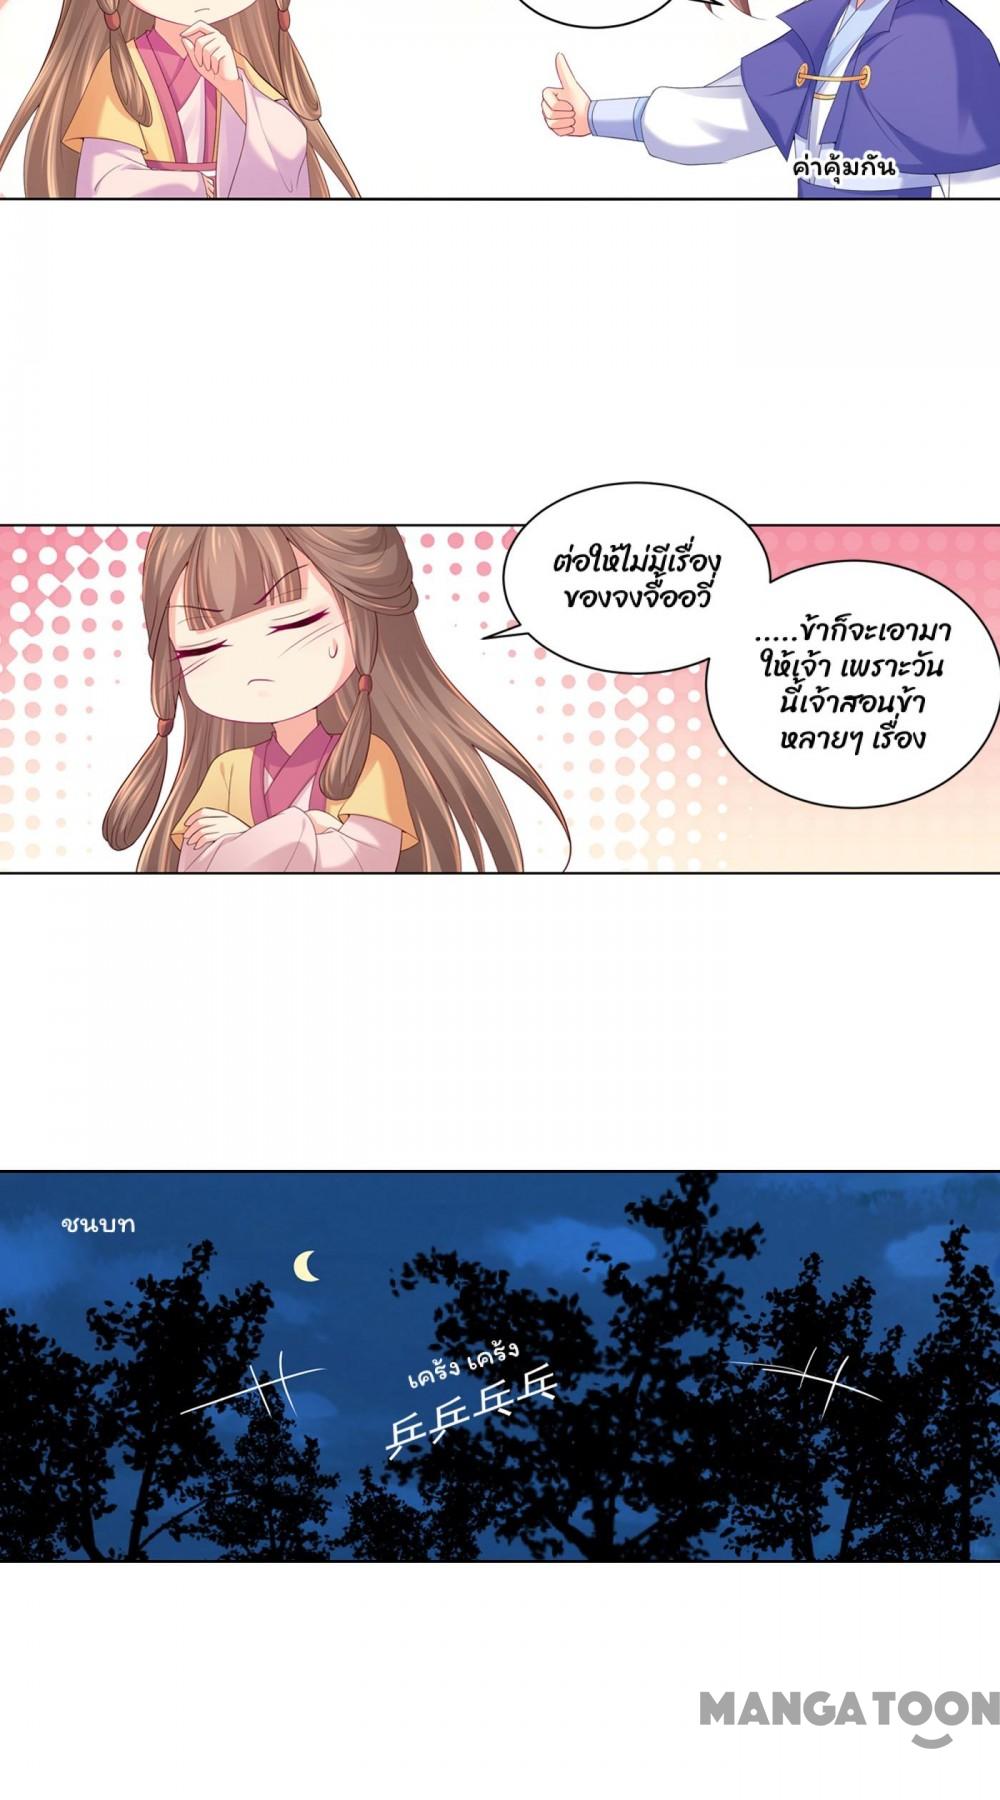 ค่าคุ้มกัน
ต่อให้ไม่มีเรื่อง
ของจงจื้ออวี่
.....ข้าก็จะเอามา
ให้เจ้า เพราะวัน
นี้เจ้าสอนข้า
หลายๆ เรื่อง
ชนบท
เคร้ง เคร้ง
乒乒乓乓
MANGATOON